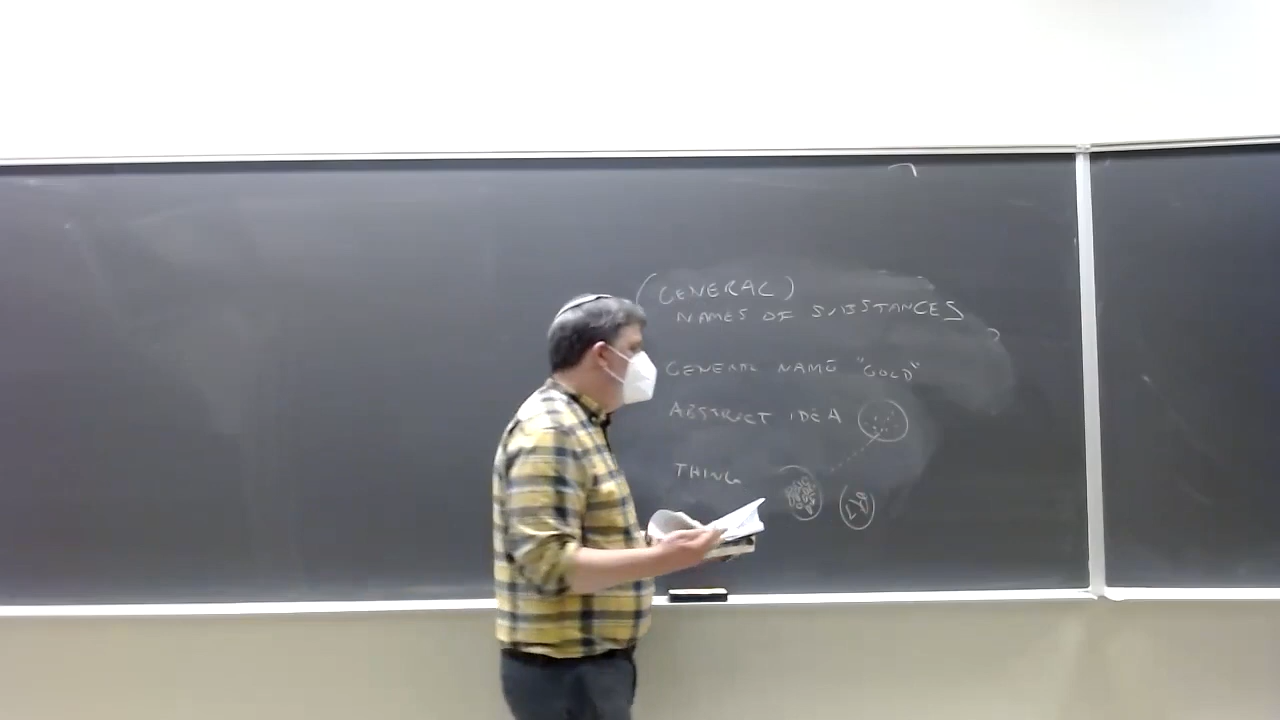 (GENERAL)
NAMES OF SUBSTANCES
GENERAL NAME "GOLD"
ABSTRACT IDEA
THING